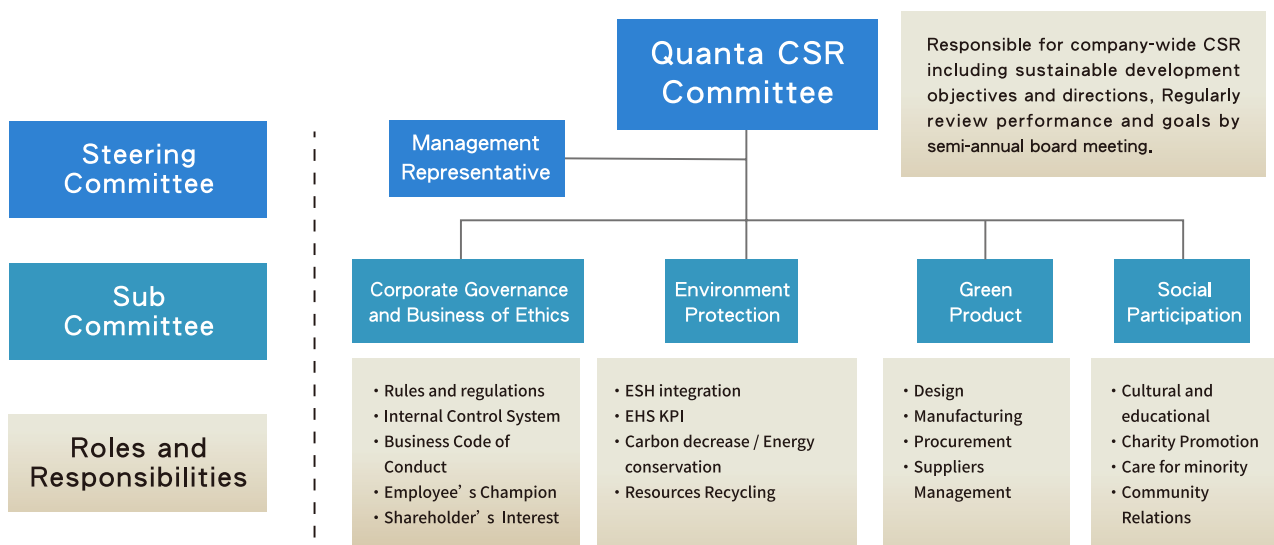 Quanta CSR
Committee
Responsible for company-wide CSR
including sustainable development
objectives and directions, Regularly
review performance and goals by
semi-annual board meeting.
Steering
Committee
Management
Representative
Sub
Committee
Corporate Governance
and Business of Ethics
Environment
Protection
Green
Product
Social
Participation
Roles and
Responsibilities
・Rules and regulations
・Internal Control System
・Business Code of
Conduct
・Employee’s Champion
・Shareholder’s Interest
・ESH integration
・EHS KPI
・Carbon decrease / Energy
conservation
・Resources Recycling
・Design
・Manufacturing
・Procurement
・Suppliers
Management
・Cultural and
educational
・Charity Promotion
・Care for minority
・Community
Relations